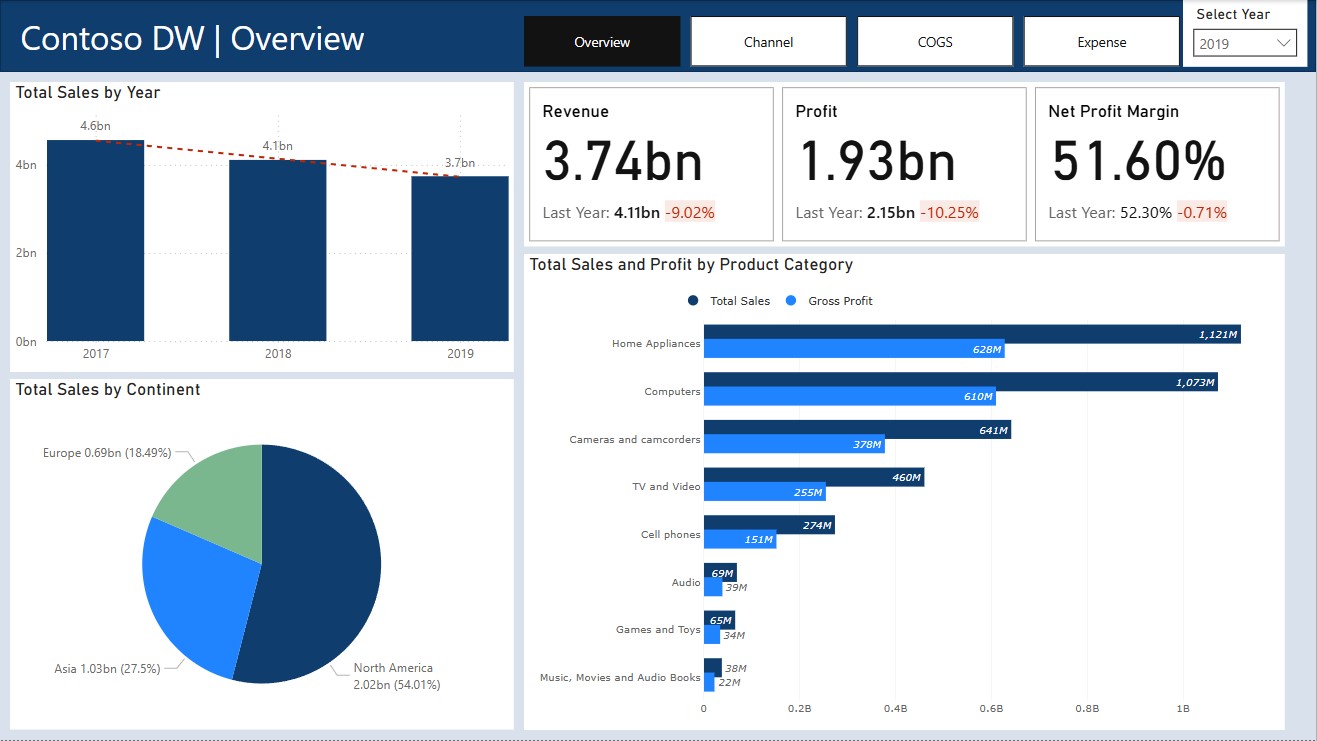 Contoso DW | Overview
Overview
Channel
COGS
Expense
Select Year
2019
Total Sales by Year
4.6bn
4.1bn
3.7bn
4bn
2bn
0bn
2017
2018
2019
Revenue
3.74bn
Last Year: 4.11bn -9.02%
Profit
1.93bn
Last Year: 2.15bn -10.25%
Net Profit Margin
51.60%
Last Year: 52.30% -0.71%
Total Sales by Continent
Europe 0.69bn (18.49%)
Asia 1.03bn (27.5%)
North America
2.02bn (54.01%)
Total Sales and Profit by Product Category
Total Sales
Gross Profit
Home Appliances
1,121M
628M
Computers
1,073M
610M
Cameras and camcorders
641M
378M
TV and Video
460M
255M
Cell phones
274M
151M
Audio
69M
39M
Games and Toys
65M
34M
Music, Movies and Audio Books
38M
22M
0
0.2B
0.4B
0.6B
0.8B
1B